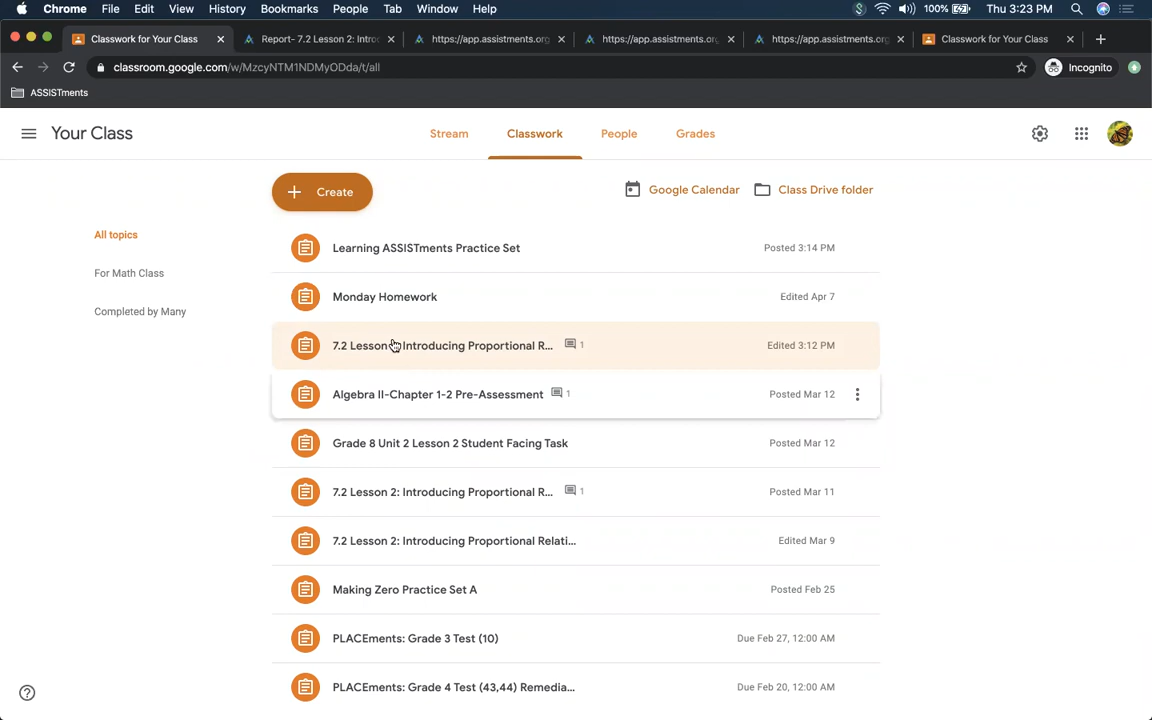 Chrome File Edit View History Bookmarks People Tab Window Help 100% Thu 3:23 PM
Classwork for Your Class Report- 7.2 Lesson 2: Introd https://app.assistments.org https://app.assistments.org https://app.assistments.org Classwork for Your Class
classroom.google.com/w/MzcyNTM1NDMyODda/t/all Incognito
ASSISTments
Your Class Stream Classwork People Grades
Create Google Calendar Class Drive folder
All topics
For Math Class
Completed by Many
Learning ASSISTments Practice Set Posted 3:14 PM
Monday Homework Edited Apr 7
7.2 Lesson Introducing Proportional R... 1 Edited 3:12 PM
Algebra II-Chapter 1-2 Pre-Assessment 1 Posted Mar 12
Grade 8 Unit 2 Lesson 2 Student Facing Task Posted Mar 12
7.2 Lesson 2: Introducing Proportional R... 1 Posted Mar 11
7.2 Lesson 2: Introducing Proportional Relati... Edited Mar 9
Making Zero Practice Set A Posted Feb 25
PLACEments: Grade 3 Test (10) Due Feb 27, 12:00 AM
PLACEments: Grade 4 Test (43,44) Remedia... Due Feb 20, 12:00 AM